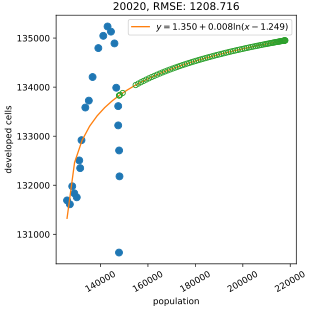 20020, RMSE: 1208.716
y = 1.350 + 0.008ln(x − 1.249)
135000
134000
133000
132000
131000
developed cells
140000
160000
180000
200000
220000
population